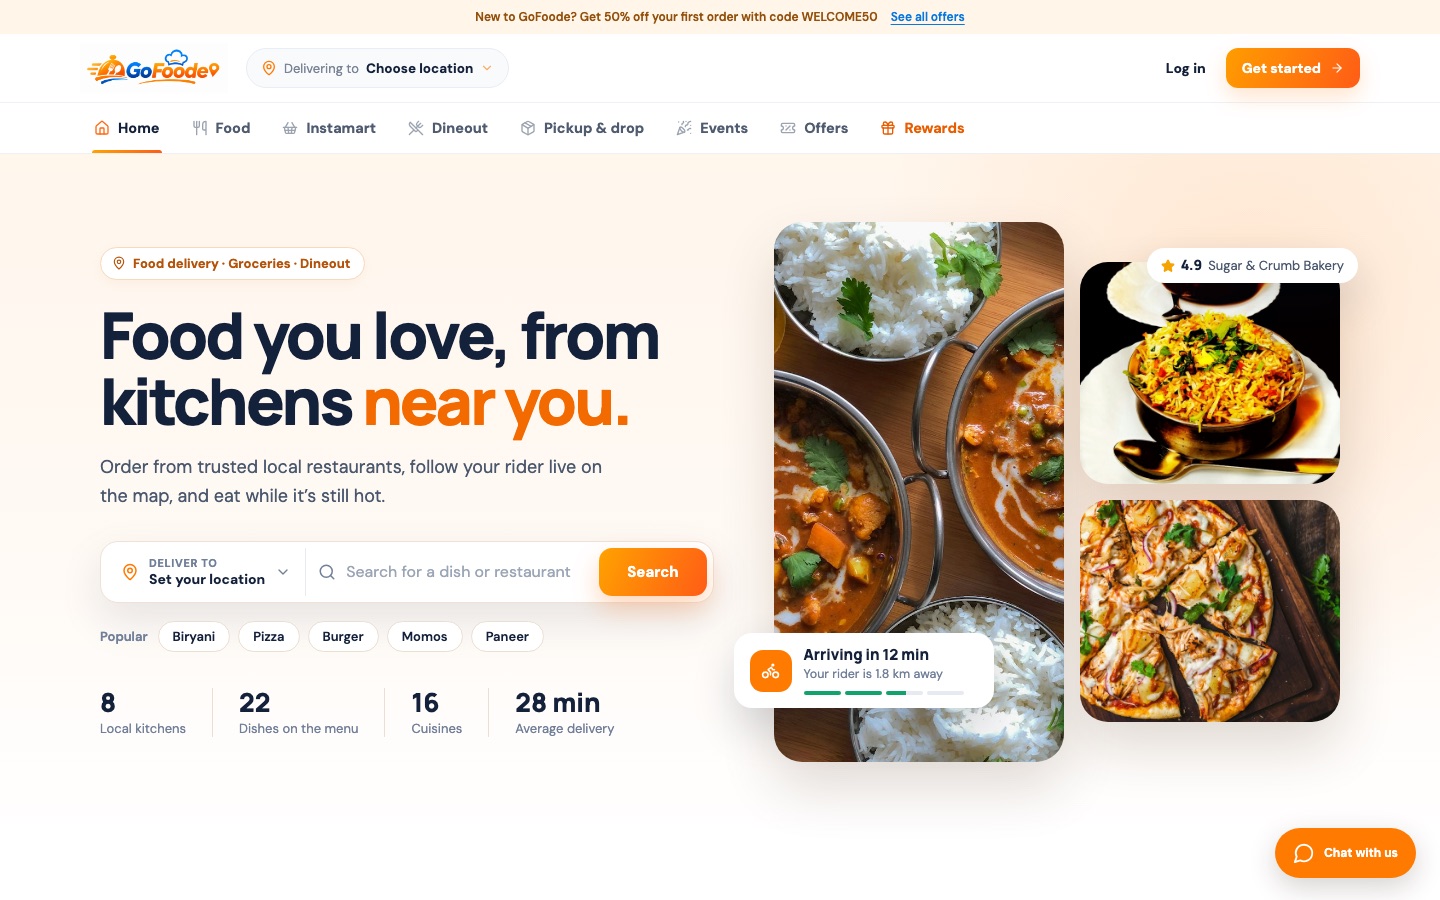 New to GoFoode? Get 50% off your first order with code WELCOME50 See all offers
GoFoode
Delivering to Choose location
Log in
Get started
Home
Food
Instamart
Dineout
Pickup & drop
Events
Offers
Rewards
Food delivery · Groceries · Dineout
Food you love, from
kitchens near you.
Order from trusted local restaurants, follow your rider live on
the map, and eat while it’s still hot.
DELIVER TO
Set your location
Search for a dish or restaurant
Search
Popular
Biryani
Pizza
Burger
Momos
Paneer
8
Local kitchens
22
Dishes on the menu
16
Cuisines
28 min
Average delivery
4.9 Sugar & Crumb Bakery
Arriving in 12 min
Your rider is 1.8 km away
Chat with us